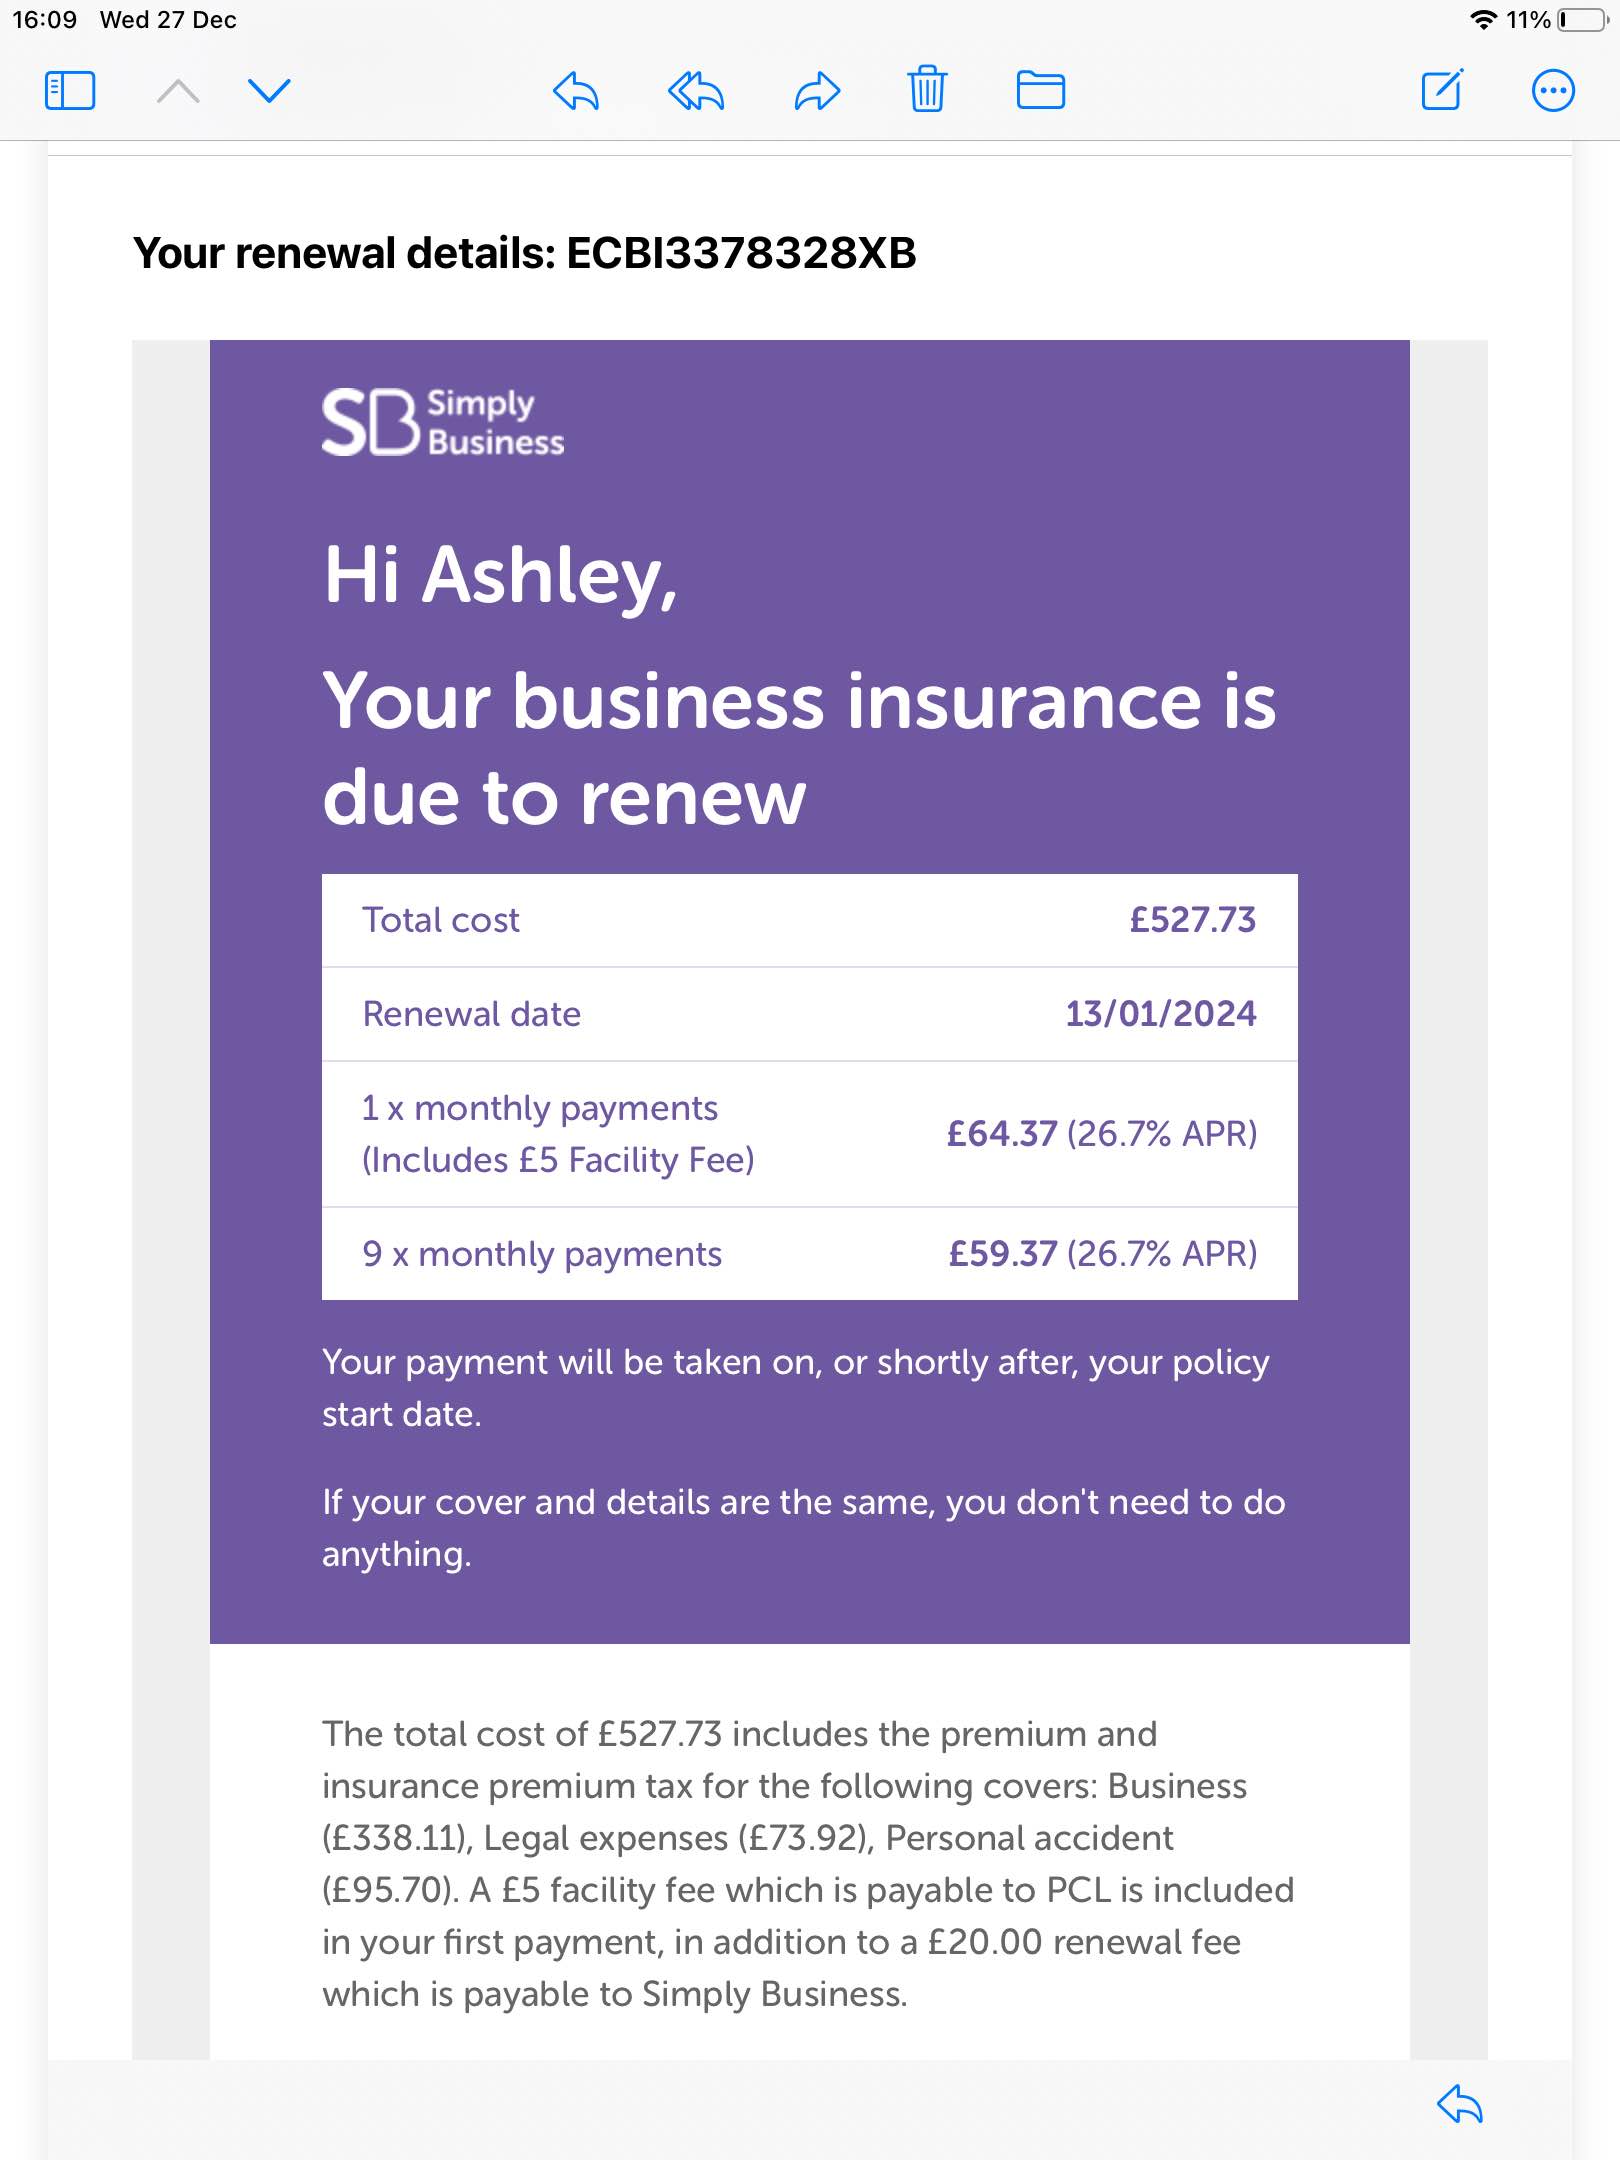 16:09 Wed 27 Dec 11%
Your renewal details: ECBI3378328XB
SB Simply
Business
Hi Ashley,
Your business insurance is
due to renew
Total cost £527.73
Renewal date 13/01/2024
1 x monthly payments
(Includes £5 Facility Fee) £64.37 (26.7% APR)
9 x monthly payments £59.37 (26.7% APR)
Your payment will be taken on, or shortly after, your policy
start date.
If your cover and details are the same, you don't need to do
anything.
The total cost of £527.73 includes the premium and
insurance premium tax for the following covers: Business
(£338.11), Legal expenses (£73.92), Personal accident
(£95.70). A £5 facility fee which is payable to PCL is included
in your first payment, in addition to a £20.00 renewal fee
which is payable to Simply Business.